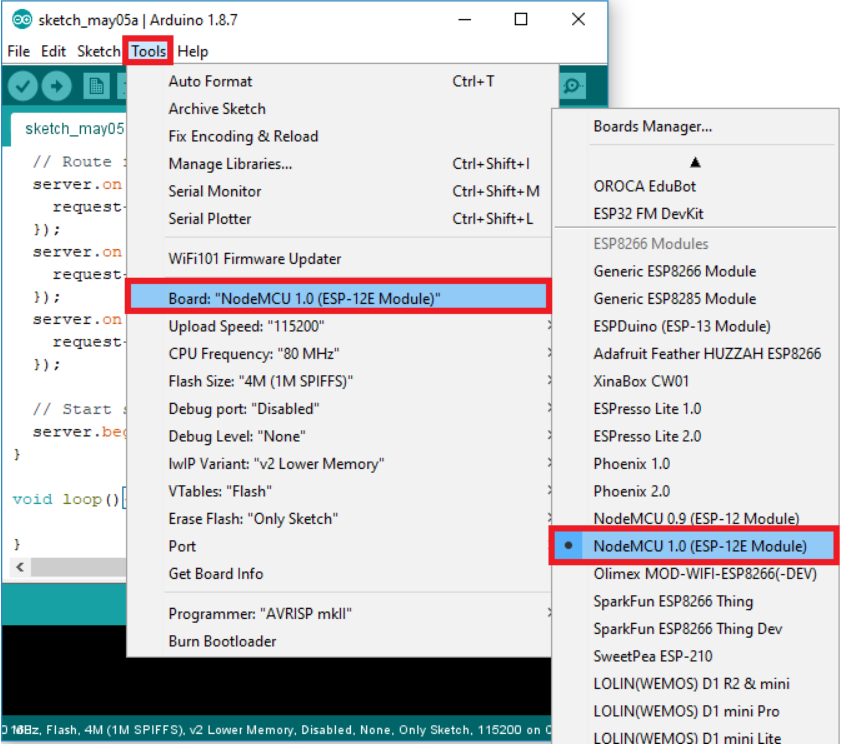 sketch_may05a | Arduino 1.8.7
File Edit Sketch Tools Help
sketch_may05
// Route
server.on
request-
});
server.on
request-
});
server.on
request-
});
// Start
server.beg
}
void loop()
}
Auto Format Ctrl+T
Archive Sketch
Fix Encoding & Reload
Manage Libraries... Ctrl+Shift+I
Serial Monitor Ctrl+Shift+M
Serial Plotter Ctrl+Shift+L
WiFi101 Firmware Updater
Board: "NodeMCU 1.0 (ESP-12E Module)"
Upload Speed: "115200"
CPU Frequency: "80 MHz"
Flash Size: "4M (1M SPIFFS)"
Debug port: "Disabled"
Debug Level: "None"
IwIP Variant: "v2 Lower Memory"
VTables: "Flash"
Erase Flash: "Only Sketch"
Port
Get Board Info
Programmer: "AVRISP mkII"
Burn Bootloader
Boards Manager...
OROCA EduBot
ESP32 FM DevKit
ESP8266 Modules
Generic ESP8266 Module
Generic ESP8285 Module
ESPDuino (ESP-13 Module)
Adafruit Feather HUZZAH ESP8266
XinaBox CW01
ESPresso Lite 1.0
ESPresso Lite 2.0
Phoenix 1.0
Phoenix 2.0
NodeMCU 0.9 (ESP-12 Module)
NodeMCU 1.0 (ESP-12E Module)
Olimex MOD-WIFI-ESP8266(-DEV)
SparkFun ESP8266 Thing
SparkFun ESP8266 Thing Dev
SweetPea ESP-210
LOLIN(WEMOS) D1 R2 & mini
LOLIN(WEMOS) D1 mini Pro
LOLIN(WEMOS) D1 mini Lite
Flash, 4M (1M SPIFFS), v2 Lower Memory, Disabled, None, Only Sketch, 115200 on